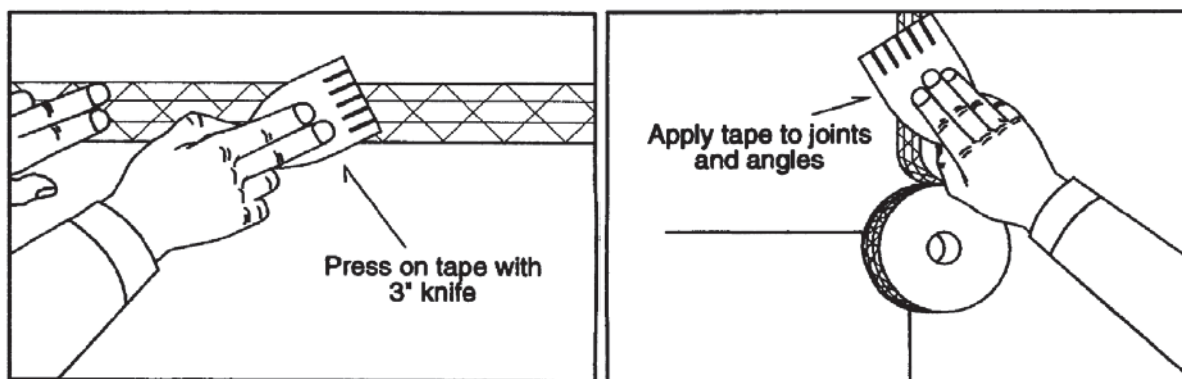 Press on tape with
3" knife
Apply tape to joints
and angles